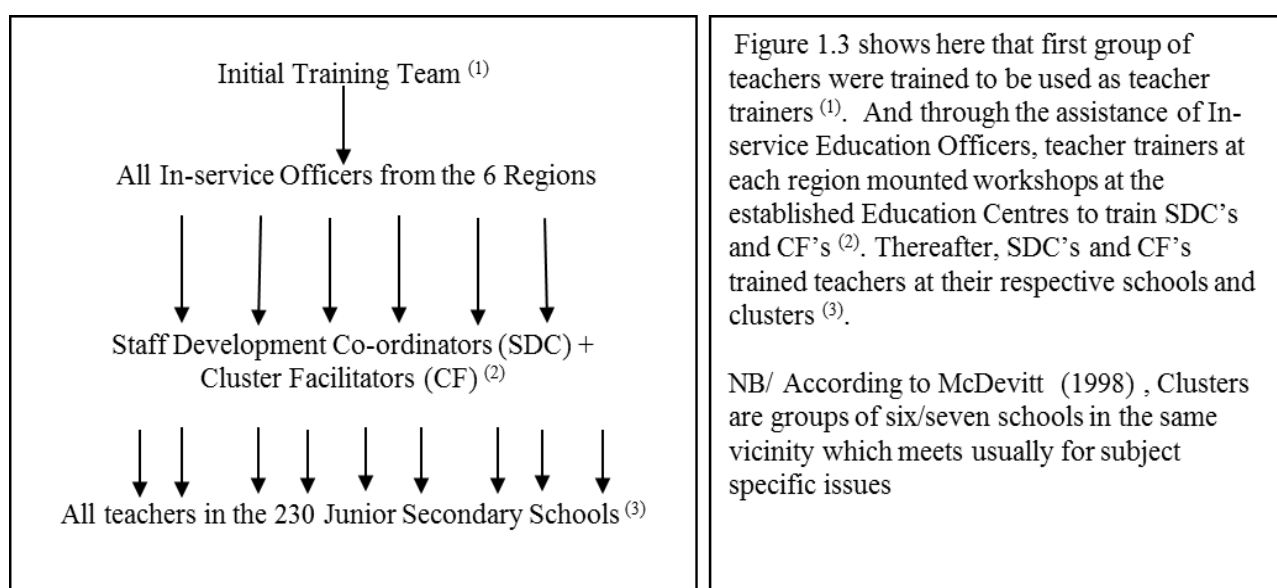 Initial Training Team (1)
All In-service Officers from the 6 Regions
Staff Development Co-ordinators (SDC) +
Cluster Facilitators (CF) (2)
All teachers in the 230 Junior Secondary Schools (3)
Figure 1.3 shows here that first group of
teachers were trained to be used as teacher
trainers (1).  And through the assistance of In-
service Education Officers, teacher trainers at
each region mounted workshops at the
established Education Centres to train SDC's
and CF's (2). Thereafter, SDC's and CF's
trained teachers at their respective schools and
clusters (3).
NB/ According to McDevitt  (1998) , Clusters
are groups of six/seven schools in the same
vicinity which meets usually for subject
specific issues